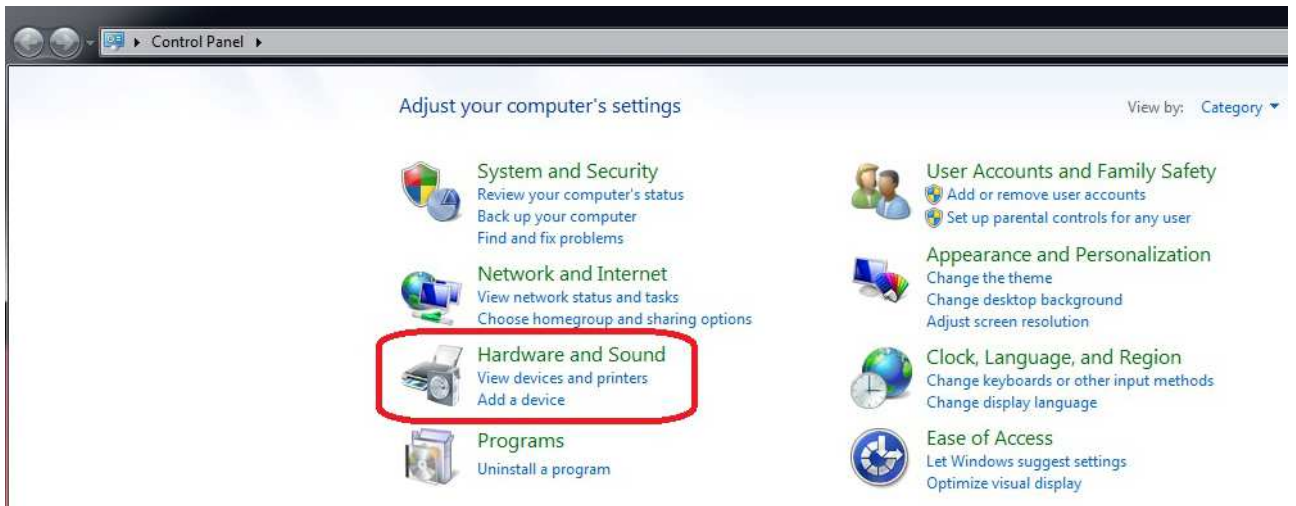 Control Panel
Adjust your computer's settings
View by: Category
System and Security
Review your computer's status
Back up your computer
Find and fix problems
Network and Internet
View network status and tasks
Choose homegroup and sharing options
Hardware and Sound
View devices and printers
Add a device
Programs
Uninstall a program
User Accounts and Family Safety
Add or remove user accounts
Set up parental controls for any user
Appearance and Personalization
Change the theme
Change desktop background
Adjust screen resolution
Clock, Language, and Region
Change keyboards or other input methods
Change display language
Ease of Access
Let Windows suggest settings
Optimize visual display